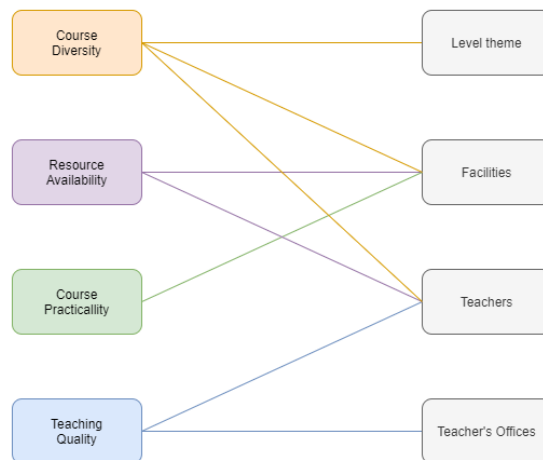 Course
Diversity
Level theme
Resource
Availability
Facilities
Course
Practicallity
Teachers
Teaching
Quality
Teacher's Offices